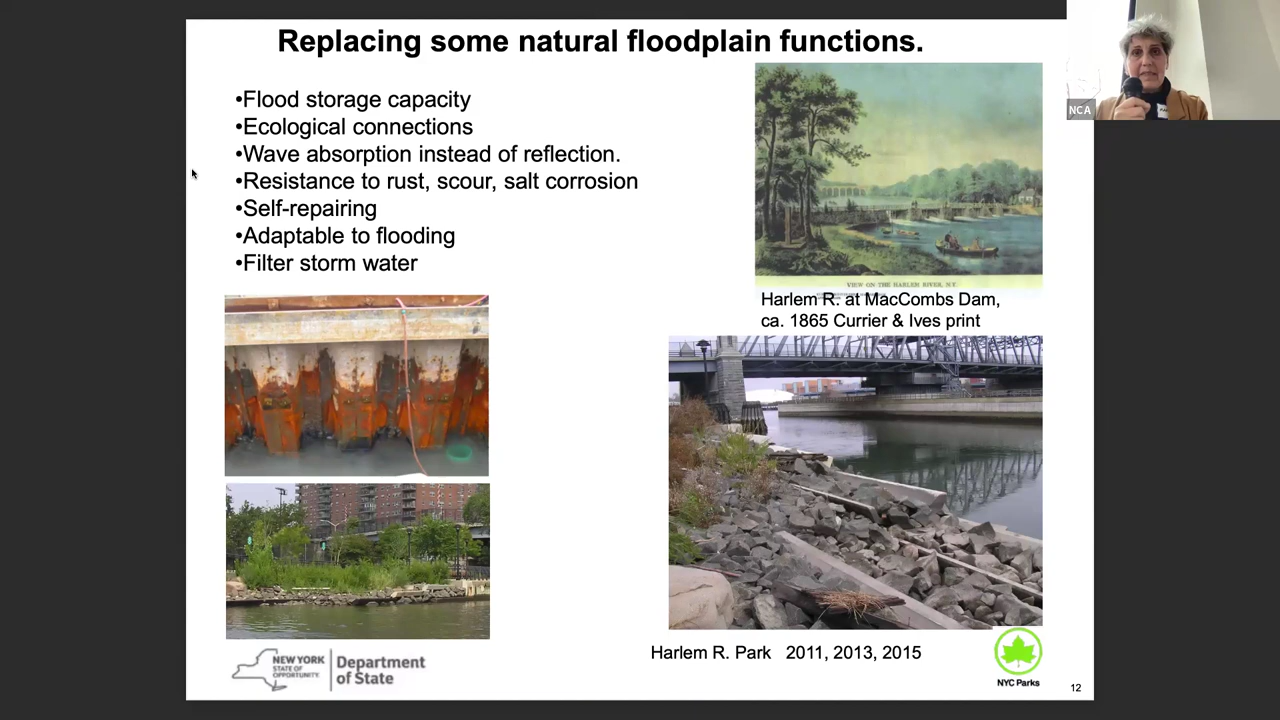 Replacing some natural floodplain functions.
•Flood storage capacity
•Ecological connections
•Wave absorption instead of reflection.
•Resistance to rust, scour, salt corrosion
•Self-repairing
•Adaptable to flooding
•Filter storm water
NCA
VIEW ON THE HARLEM RIVER, N.Y.
Harlem R. at MacCombs Dam,
ca. 1865 Currier & Ives print
Harlem R. Park 2011, 2013, 2015
NEW YORK
STATE OF
OPPORTUNITY.
Department
of State
NYC Parks
12